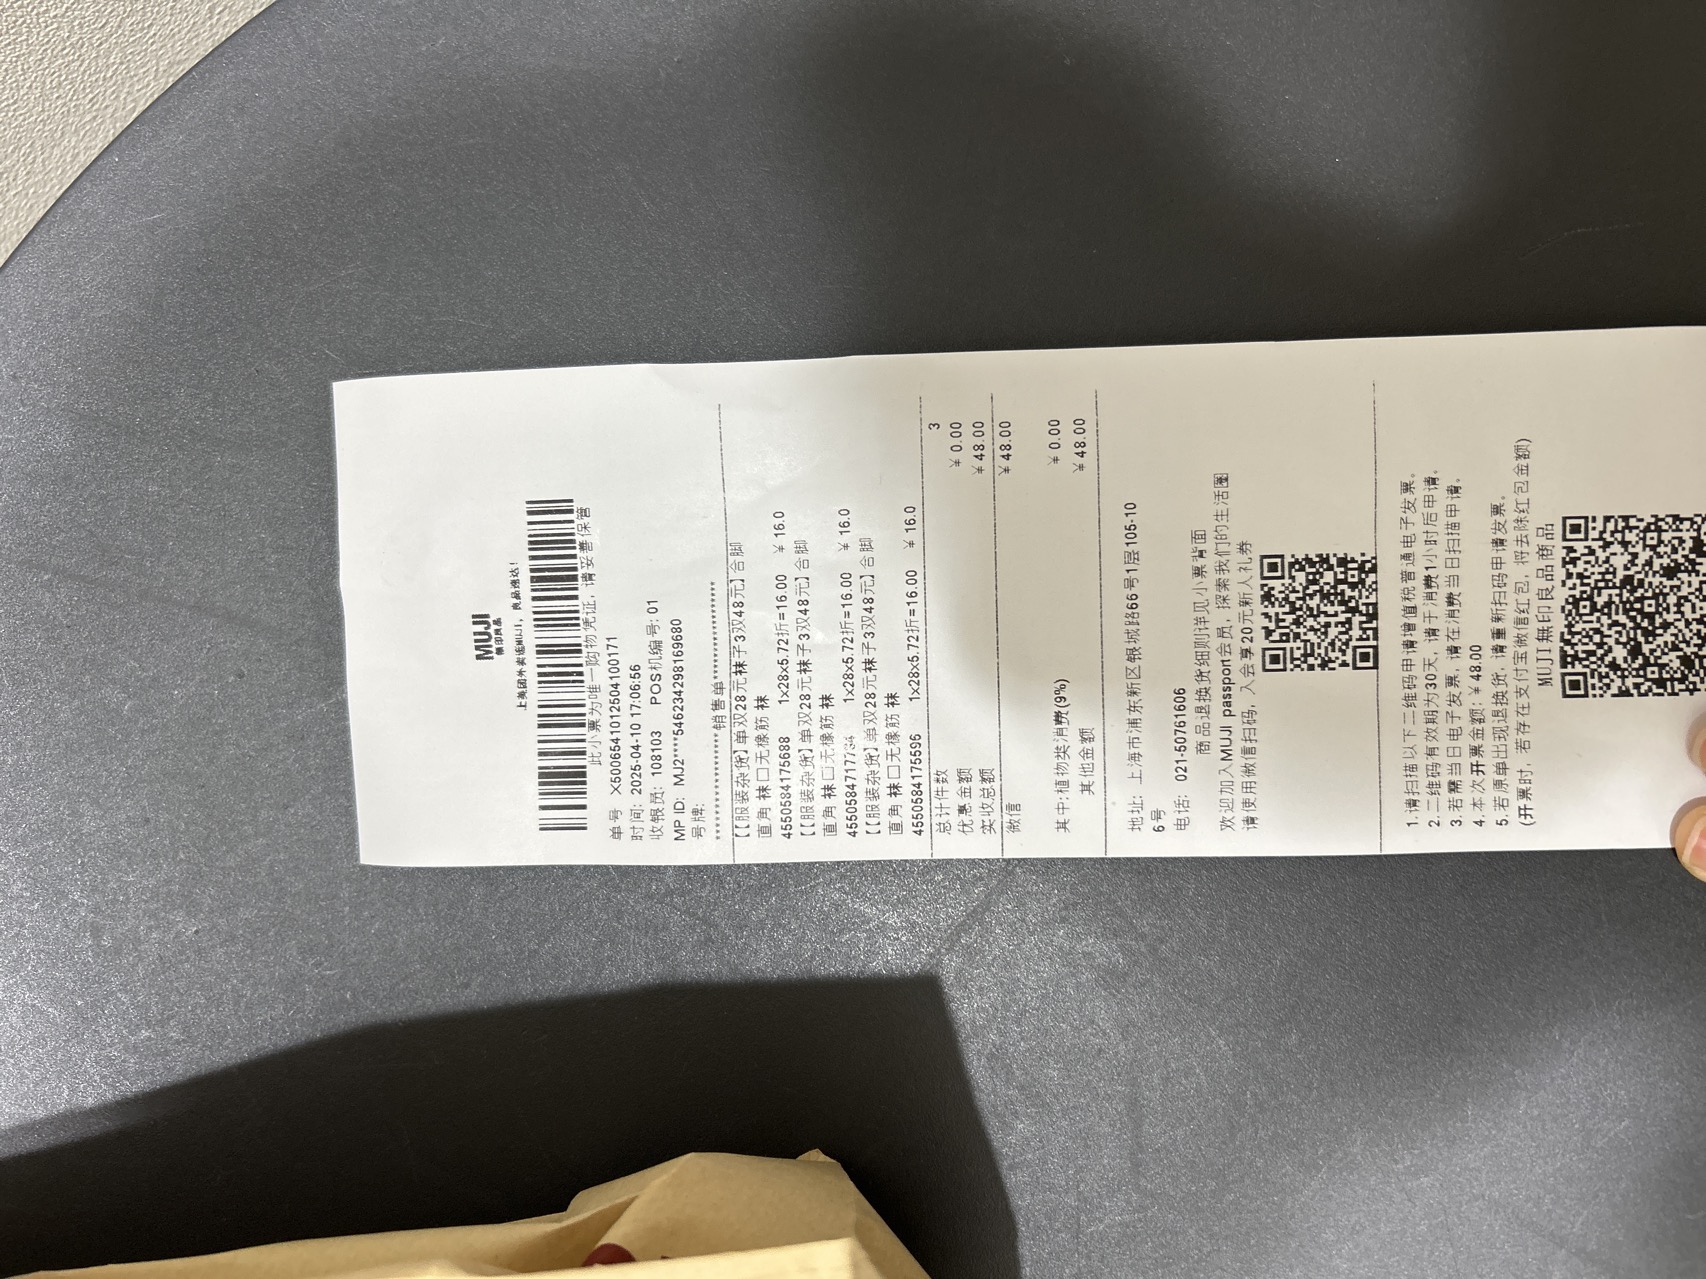 MUJI
無印良品
上美团外卖逛MUJI，良品速达！
此小票为唯一购物凭证，请妥善保管
单号 X500654101250410017​1
时间: 2025-04-10 17:06:56
收银员: 108103 POS机编号: 01
MP ID: MJ2****5462342981696​80
号牌:
**************销售单**************
【【服装杂货】单双28元袜子3双48元】合脚
直角 袜口无橡筋 袜
4550584175688 1×28×5.72折=16.00 ￥16.0
【【服装杂货】单双28元袜子3双48元】合脚
直角 袜口无橡筋 袜
1×28×5.72折=16.00 ￥16.0
【【服装杂货】单双28元袜子3双48元】合脚
直角 袜口无橡筋 袜
4550584175596 1×28×5.72折=16.00 ￥16.0
总计件数 3
优惠金额 ￥0.00
实收总额 ￥48.00
微信 ￥48.00
其中: 植物类消费(9%) ￥0.00
其他金额 ￥48.00
地址: 上海市浦东新区银城路66号1层105-10
6号
电话: 021-50761606
商品退换货细则详见小票背面
欢迎加入MUJI passport会员，探索我们的生活圈
请使用微信扫码，入会享20元新人礼券
1.请扫描以下二维码申请增值税普通电子发票。
2.二维码有效期为30天，请于消费1小时后申请。
3.若需当日电子发票，请在消费当日扫描申请。
4.本次开票金额: ￥48.00
5.若原单出现退换货，请重新扫码申请发票。
(开票时，若存在支付宝微信红包，将去除红包金额)
MUJI無印良品商品